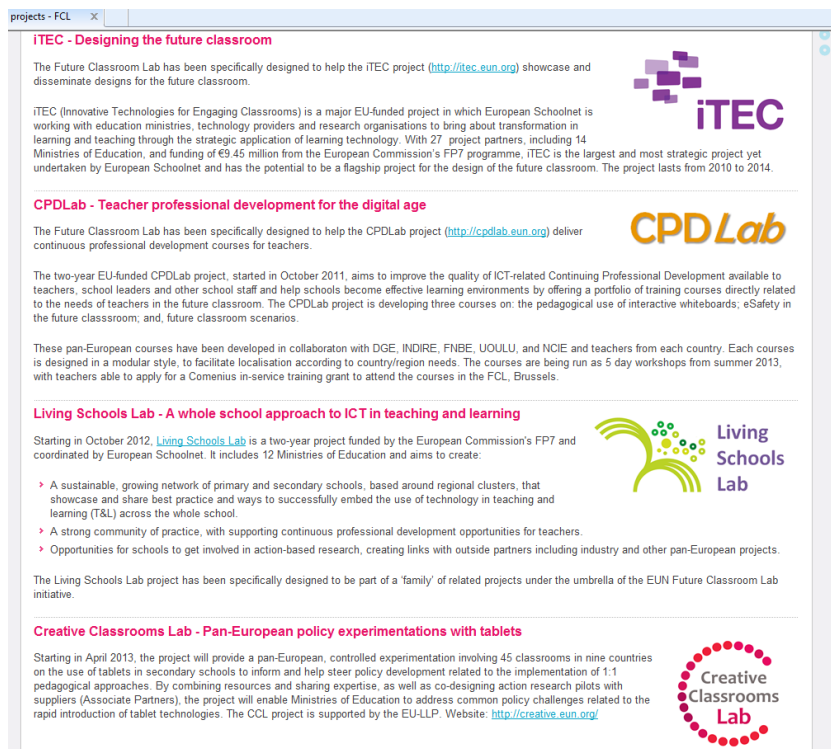 projects - FCL X
iTEC - Designing the future classroom
The Future Classroom Lab has been specifically designed to help the iTEC project (http://itec.eun.org) showcase and
disseminate designs for the future classroom.
iTEC
iTEC (Innovative Technologies for Engaging Classrooms) is a major EU-funded project in which European Schoolnet is
working with education ministries, technology providers and research organisations to bring about transformation in
learning and teaching through the strategic application of learning technology. With 27 project partners, including 14
Ministries of Education, and funding of €9.45 million from the European Commission's FP7 programme, iTEC is the largest and most strategic project yet
undertaken by European Schoolnet and has the potential to be a flagship project for the design of the future classroom. The project lasts from 2010 to 2014.
CPDLab - Teacher professional development for the digital age
The Future Classroom Lab has been specifically designed to help the CPDLab project (http://cpdlab.eun.org) deliver
continuous professional development courses for teachers.
CPDLab
The two-year EU-funded CPDLab project, started in October 2011, aims to improve the quality of ICT-related Continuing Professional Development available to
teachers, school leaders and other school staff and help schools become effective learning environments by offering a portfolio of training courses directly related
to the needs of teachers in the future classroom. The CPDLab project is developing three courses on: the pedagogical use of interactive whiteboards; eSafety in
the future classsroom; and, future classroom scenarios.
These pan-European courses have been developed in collaboraton with DGE, INDIRE, FNBE, UOULU, and NCIE and teachers from each country. Each courses
is designed in a modular style, to facilitate localisation according to country/region needs. The courses are being run as 5 day workshops from summer 2013,
with teachers able to apply for a Comenius in-service training grant to attend the courses in the FCL, Brussels.
Living Schools Lab - A whole school approach to ICT in teaching and learning
Starting in October 2012, Living Schools Lab is a two-year project funded by the European Commission's FP7 and
coordinated by European Schoolnet. It includes 12 Ministries of Education and aims to create:
Living
Schools
Lab
A sustainable, growing network of primary and secondary schools, based around regional clusters, that
showcase and share best practice and ways to successfully embed the use of technology in teaching and
learning (T&L) across the whole school.
A strong community of practice, with supporting continuous professional development opportunities for teachers.
Opportunities for schools to get involved in action-based research, creating links with outside partners including industry and other pan-European projects.
The Living Schools Lab project has been specifically designed to be part of a 'family' of related projects under the umbrella of the EUN Future Classroom Lab
initiative.
Creative Classrooms Lab - Pan-European policy experimentations with tablets
Starting in April 2013, the project will provide a pan-European, controlled experimentation involving 45 classrooms in nine countries
on the use of tablets in secondary schools to inform and help steer policy development related to the implementation of 1:1
pedagogical approaches. By combining resources and sharing expertise, as well as co-designing action research pilots with
suppliers (Associate Partners), the project will enable Ministries of Education to address common policy challenges related to the
rapid introduction of tablet technologies. The CCL project is supported by the EU-LLP. Website: http://creative.eun.org/
Creative
Classrooms
Lab